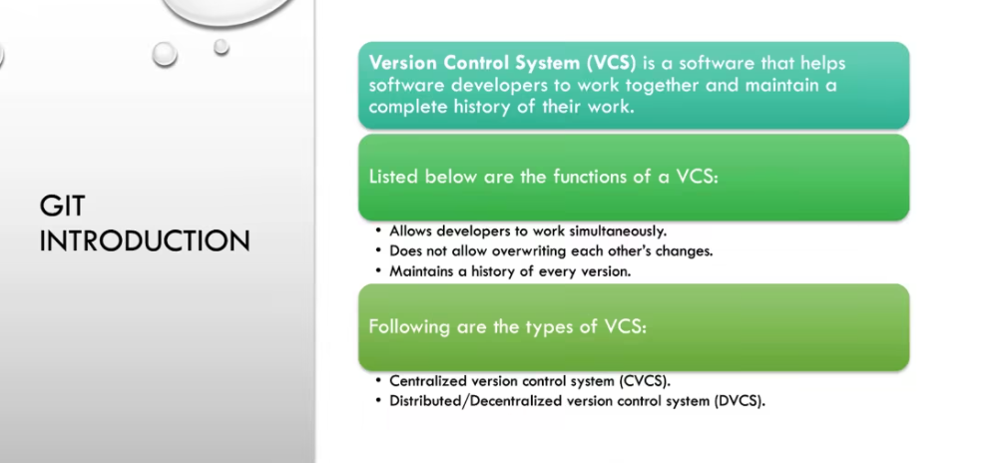 GIT
INTRODUCTION
Version Control System (VCS) is a software that helps
software developers to work together and maintain a
complete history of their work.
Listed below are the functions of a VCS:
• Allows developers to work simultaneously.
• Does not allow overwriting each other's changes.
• Maintains a history of every version.
Following are the types of VCS:
• Centralized version control system (CVCS).
• Distributed/Decentralized version control system (DVCS).